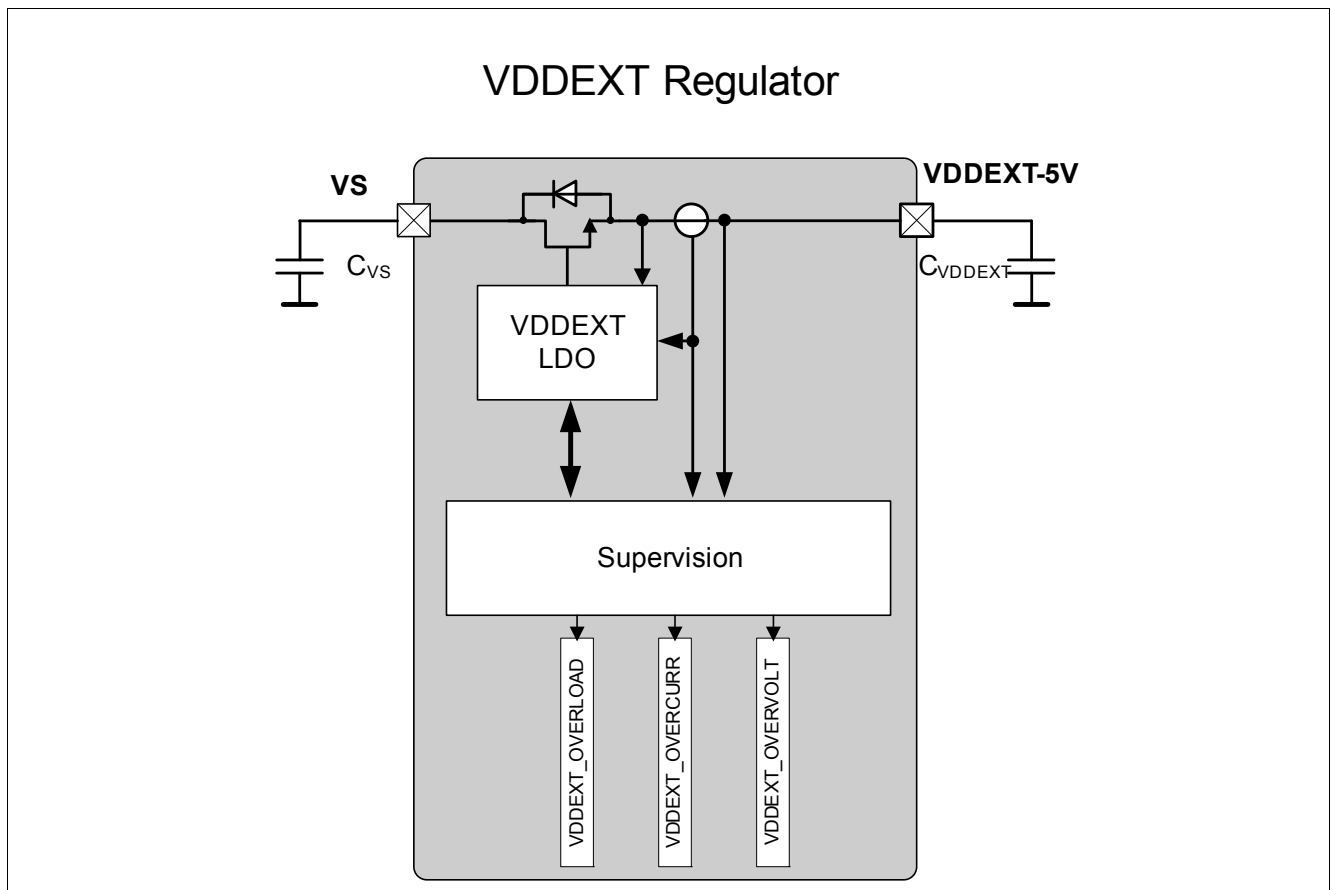 VDDEXT Regulator
VS
VDDEXT-5V
CVS
CVDDEXT
VDDEXT
LDO
Supervision
VDDEXT_OVERLOAD
VDDEXT_OVERCURR
VDDEXT_OVERVOLT